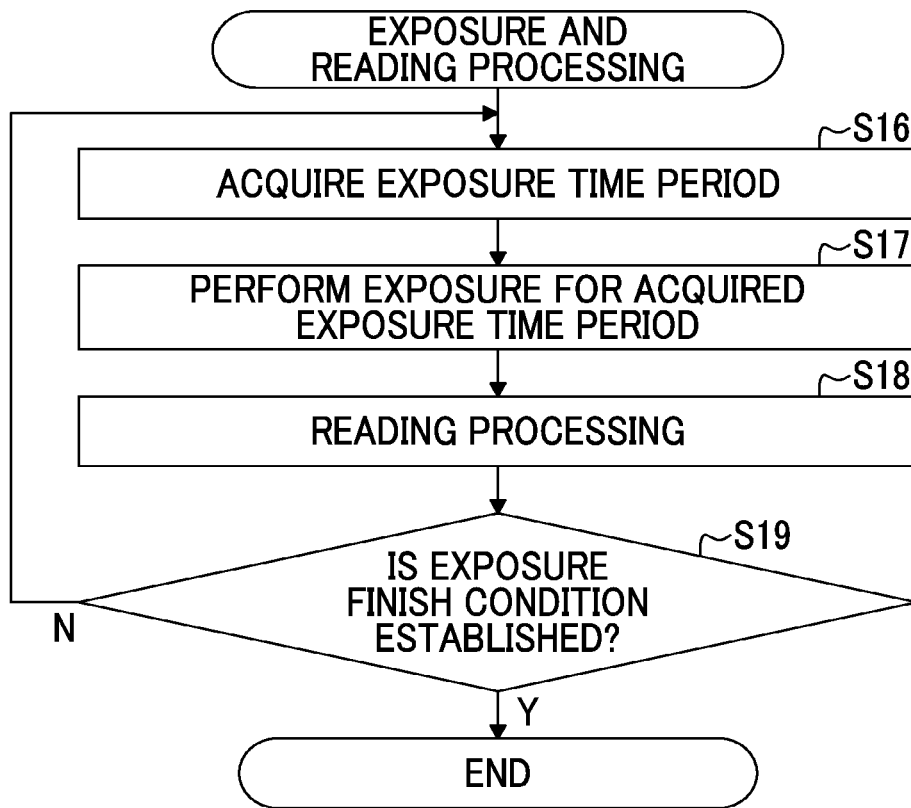 EXPOSURE AND
READING PROCESSING
S16
ACQUIRE EXPOSURE TIME PERIOD
S17
PERFORM EXPOSURE FOR ACQUIRED
EXPOSURE TIME PERIOD
S18
READING PROCESSING
S19
IS EXPOSURE
FINISH CONDITION
ESTABLISHED?
N
Y
END